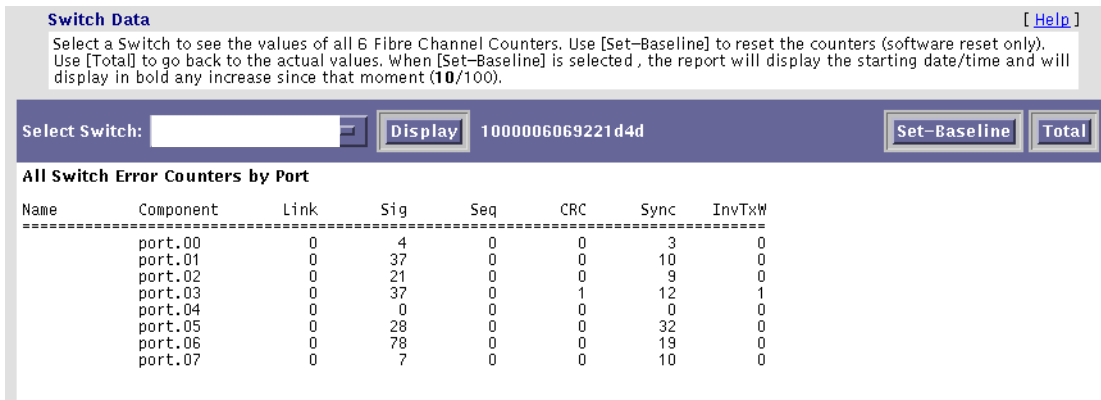 Switch Data [ Help ]
Select a Switch to see the values of all 6 Fibre Channel Counters. Use [Set-Baseline] to reset the counters (software reset only).
Use [Total] to go back to the actual values. When [Set-Baseline] is selected , the report will display the starting date/time and will
display in bold any increase since that moment (10/100).
Select Switch: Display 1000006069221d4d Set-Baseline Total
All Switch Error Counters by Port
Name Component Link Sig Seq CRC Sync InvTxW
port.00 0 4 0 0 3 0
port.01 0 37 0 0 10 0
port.02 0 21 0 0 9 0
port.03 0 37 0 1 12 1
port.04 0 0 0 0 0 0
port.05 0 28 0 0 32 0
port.06 0 78 0 0 19 0
port.07 0 7 0 0 10 0